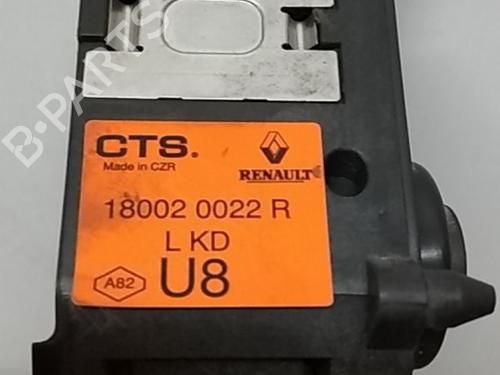 CTS.
Made in CZR
RENAULT
18002 0022 R
L KD
A82
U8
B-PARTS